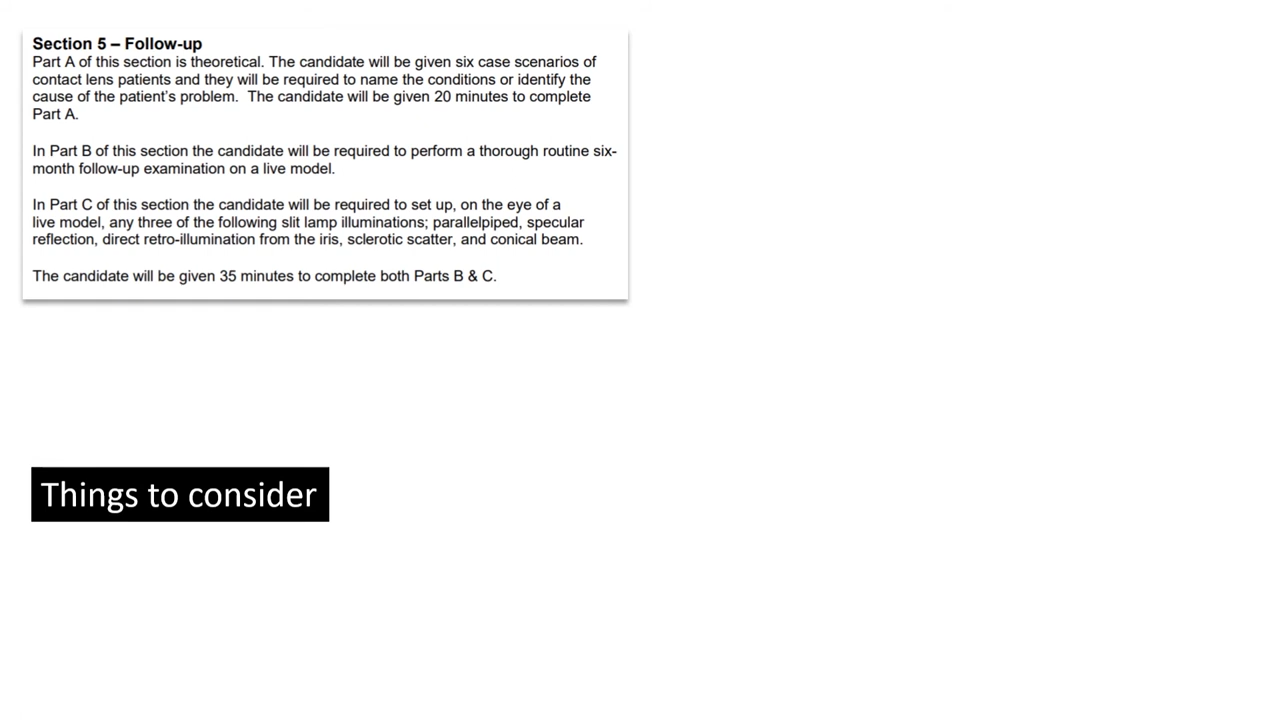 Section 5 – Follow-up
Part A of this section is theoretical. The candidate will be given six case scenarios of
contact lens patients and they will be required to name the conditions or identify the
cause of the patient's problem.  The candidate will be given 20 minutes to complete
Part A.
In Part B of this section the candidate will be required to perform a thorough routine six-
month follow-up examination on a live model.
In Part C of this section the candidate will be required to set up, on the eye of a
live model, any three of the following slit lamp illuminations; parallelpiped, specular
reflection, direct retro-illumination from the iris, sclerotic scatter, and conical beam.
The candidate will be given 35 minutes to complete both Parts B & C.
Things to consider